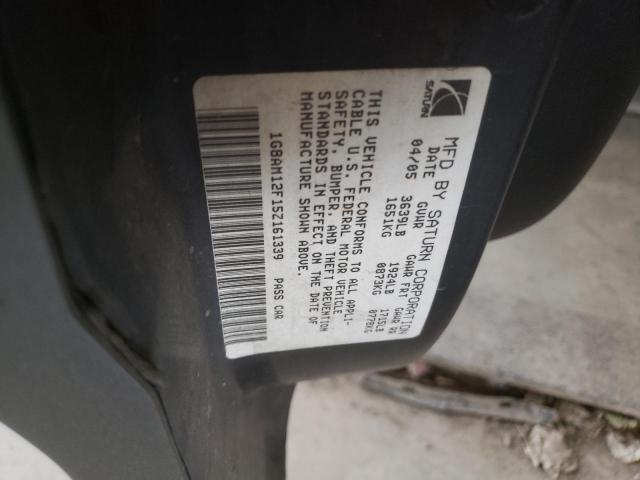 SATURN
MFD BY SATURN CORPORATION
DATE GVWR GAWR FRT GAWR RR
04/05 3639LB 1924LB 1715LB
1651KG 0873KG 0778KG
THIS VEHICLE CONFORMS TO ALL APPLI-
CABLE U.S. FEDERAL MOTOR VEHICLE
SAFETY, BUMPER, AND THEFT PREVENTION
STANDARDS IN EFFECT ON THE DATE OF
MANUFACTURE SHOWN ABOVE.
1G8AM12F15Z161339 PASS CAR